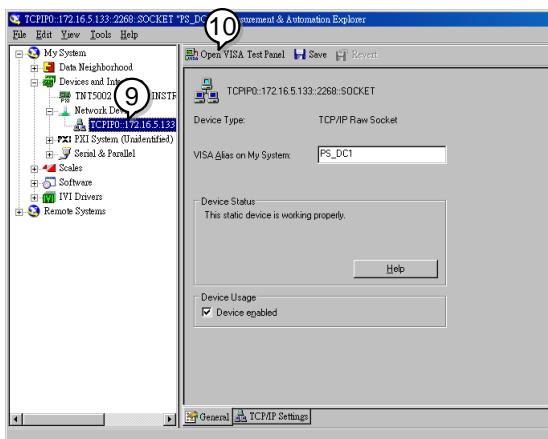 TCPIP0::172.16.5.133::2268::SOCKET "PS_DC urement & Automation Explorer
10
File Edit View Tools Help
Open VISA Test Panel Save Revert
My System
Data Neighborhood
Devices and Int
TNT5002 INSTR
9
Network Dev
TCPIP0::172.16.5.133
PXI PXI System (Unidentified)
Serial & Parallel
Scales
Software
IVI Drivers
Remote Systems
TCPIP0::172.16.5.133::2268::SOCKET
Device Type: TCP/IP Raw Socket
VISA Alias on My System: PS_DC1
Device Status
This static device is working properly.
Help
Device Usage
Device enabled
General TCP/IP Settings